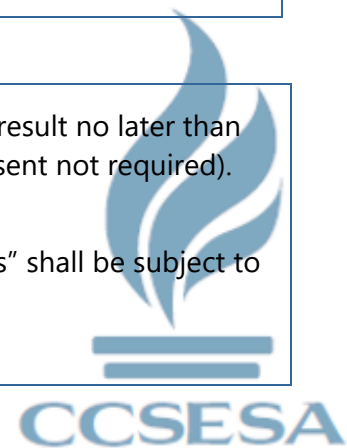 result no later than
sent not required).
s” shall be subject to
CCSESA